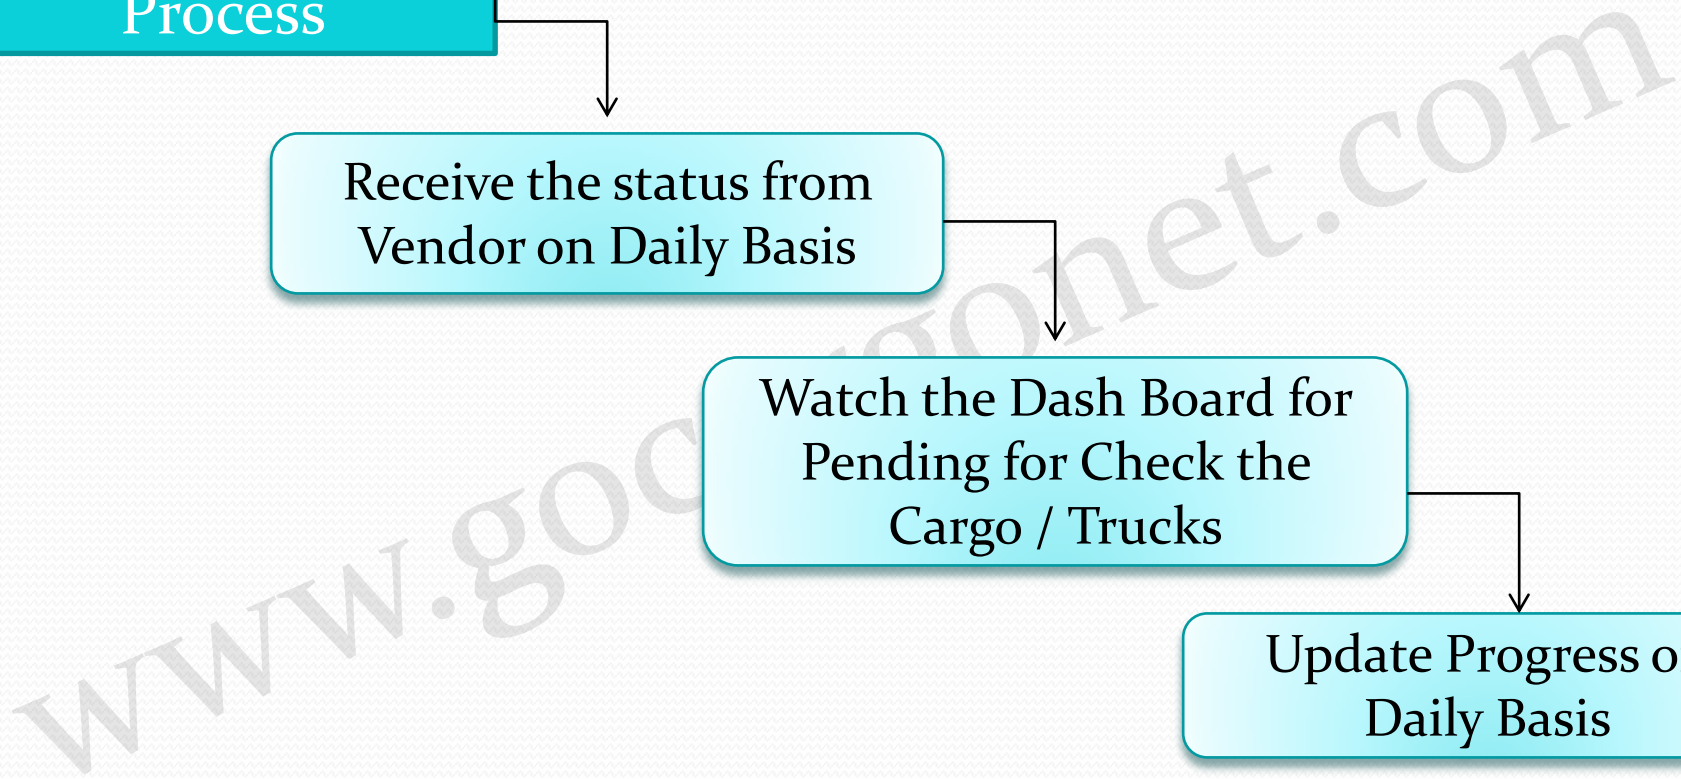 Process
Receive the status from
Vendor on Daily Basis
Watch the Dash Board for
Pending for Check the
Cargo / Trucks
Update Progress
Daily Basis